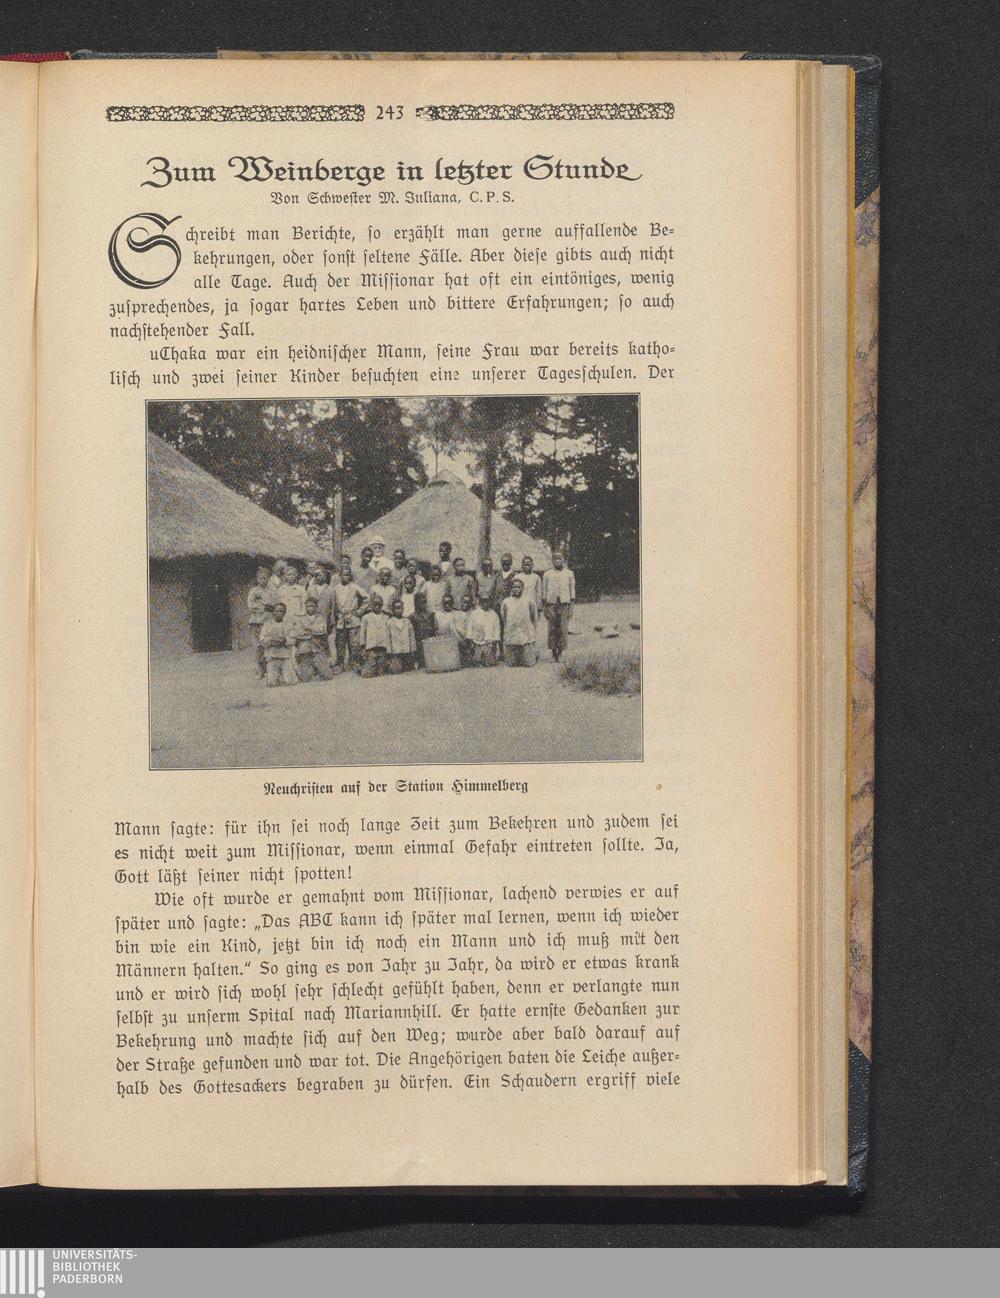 243
Zum Weinberge in letzter Stunde
Von Schwester M. Juliana, C. P. S.
Schreibt man Berichte, so erzählt man gerne auffallende Be=
kehrungen, oder sonst seltene Fälle. Aber diese gibts auch nicht
alle Tage. Auch der Missionar hat oft ein eintöniges, wenig
zusprechendes, ja sogar hartes Leben und bittere Erfahrungen; so auch
nachstehender Fall.
uThaka war ein heidnischer Mann, seine Frau war bereits katho=
lisch und zwei seiner Kinder besuchten eine unserer Tagesschulen. Der
Neuchristen auf der Station Himmelberg
Mann sagte: für ihn sei noch lange Zeit zum Bekehren und zudem sei
es nicht weit zum Missionar, wenn einmal Gefahr eintreten sollte. Ja,
Gott läßt seiner nicht spotten!
Wie oft wurde er gemahnt vom Missionar, lachend verwies er auf
später und sagte: „Das ABC kann ich später mal lernen, wenn ich wieder
bin wie ein Kind, jetzt bin ich noch ein Mann und ich muß mit den
Männern halten.“ So ging es von Jahr zu Jahr, da wird er etwas krank
und er wird sich wohl sehr schlecht gefühlt haben, denn er verlangte nun
selbst zu unserm Spital nach Mariannhill. Er hatte ernste Gedanken zur
Bekehrung und machte sich auf den Weg; wurde aber bald darauf auf
der Straße gefunden und war tot. Die Angehörigen baten die Leiche außer=
halb des Gottesackers begraben zu dürfen. Ein Schaudern ergriff viele
UNIVERSITÄTS-
BIBLIOTHEK
PADERBORN